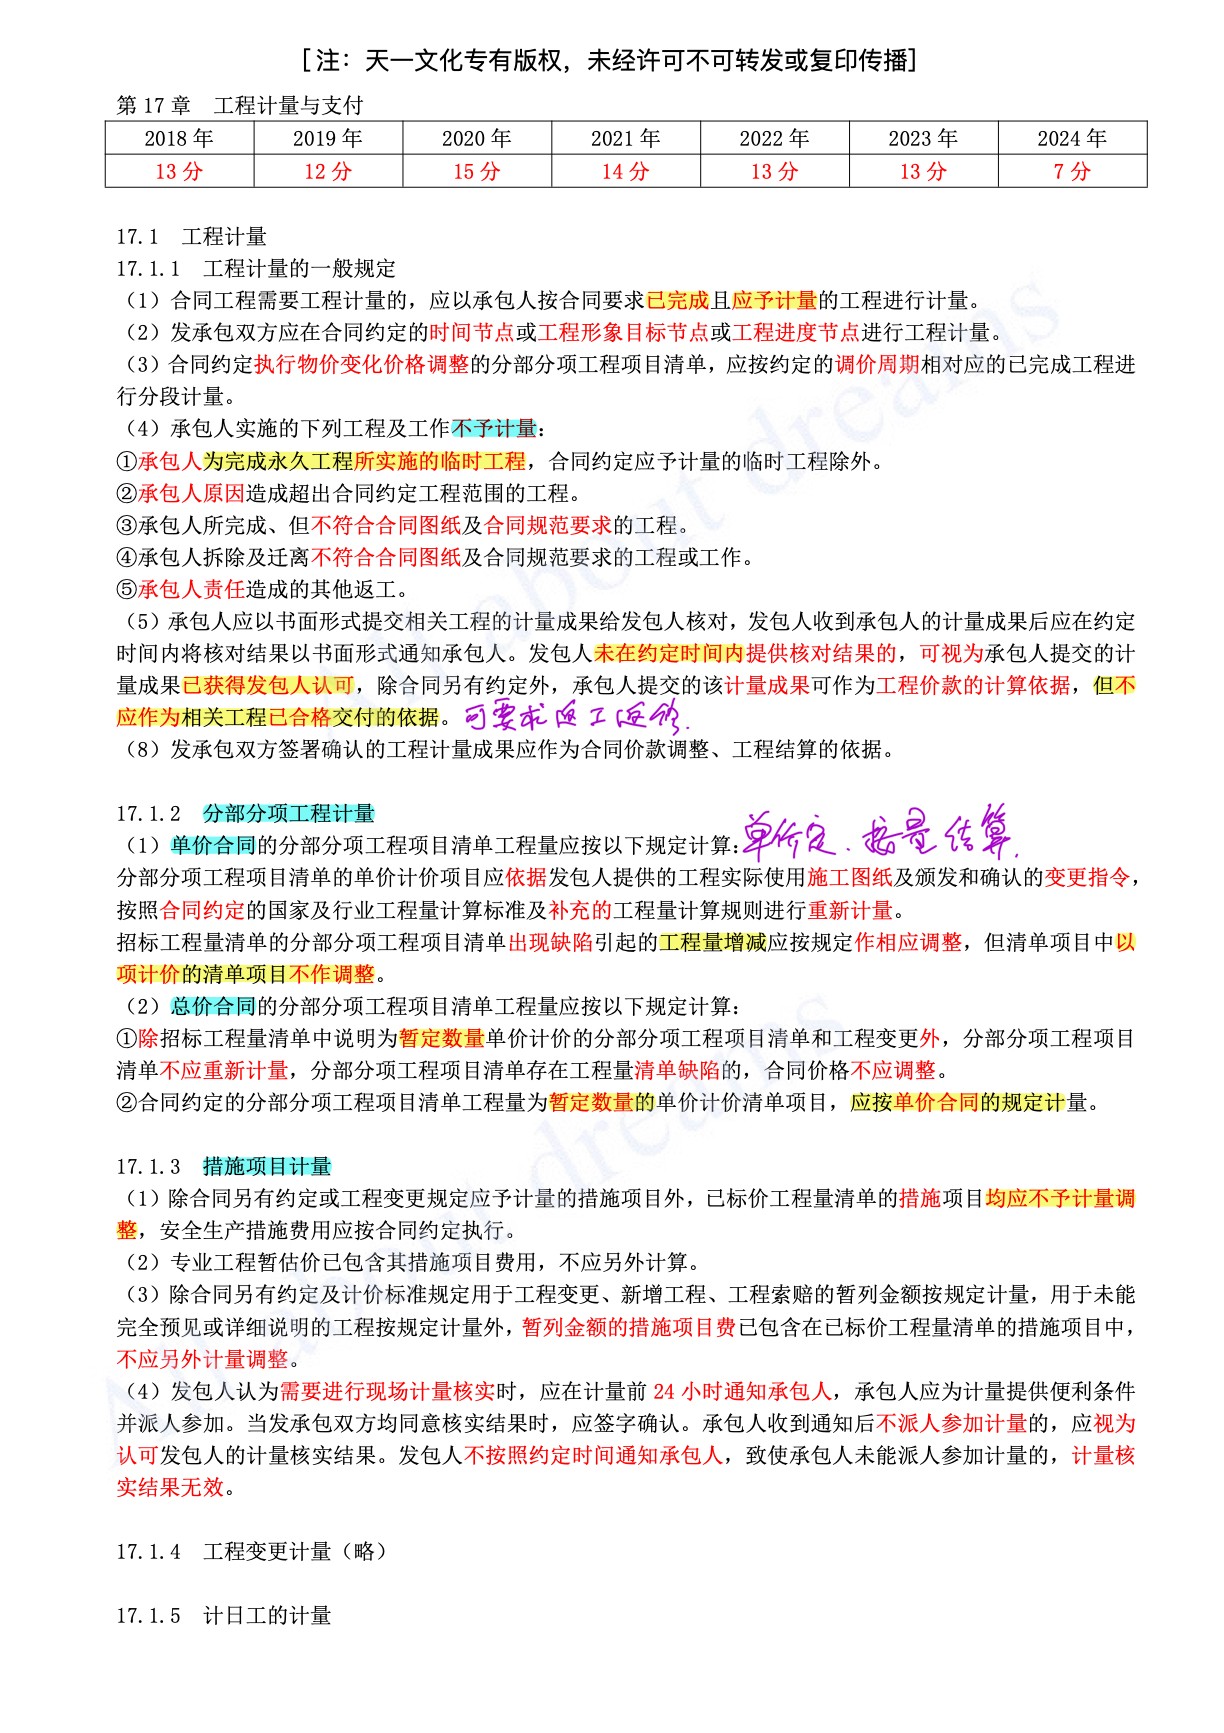 [注：天一文化专有版权，未经许可不可转发或复印传播]
第 17 章　工程计量与支付
2018 年 2019 年 2020 年 2021 年 2022 年 2023 年 2024 年
13 分 12 分 15 分 14 分 13 分 13 分 7 分
17.1　工程计量
17.1.1　工程计量的一般规定
（1）合同工程需要工程计量的，应以承包人按合同要求已完成且应予计量的工程进行计量。
（2）发承包双方应在合同约定的时间节点或工程形象目标节点或工程进度节点进行工程计量。
（3）合同约定执行物价变化价格调整的分部分项工程项目清单，应按约定的调价周期相对应的已完成工程进
行分段计量。
（4）承包人实施的下列工程及工作不予计量：
①承包人为完成永久工程所实施的临时工程，合同约定应予计量的临时工程除外。
②承包人原因造成超出合同约定工程范围的工程。
③承包人所完成、但不符合合同图纸及合同规范要求的工程。
④承包人拆除及迁离不符合合同图纸及合同规范要求的工程或工作。
⑤承包人责任造成的其他返工。
（5）承包人应以书面形式提交相关工程的计量成果给发包人核对，发包人收到承包人的计量成果后应在约定
时间内将核对结果以书面形式通知承包人。发包人未在约定时间内提供核对结果的，可视为承包人提交的计
量成果已获得发包人认可，除合同另有约定外，承包人提交的该计量成果可作为工程价款的计算依据，但不
应作为相关工程已合格交付的依据。可要求返工返修.
（8）发承包双方签署确认的工程计量成果应作为合同价款调整、工程结算的依据。
17.1.2　分部分项工程计量
（1）单价合同的分部分项工程项目清单工程量应按以下规定计算：单价定、按量结算.
分部分项工程项目清单的单价计价项目应依据发包人提供的工程实际使用施工图纸及颁发和确认的变更指令，
按照合同约定的国家及行业工程量计算标准及补充的工程量计算规则进行重新计量。
招标工程量清单的分部分项工程项目清单出现缺陷引起的工程量增减应按规定作相应调整，但清单项目中以
项计价的清单项目不作调整。
（2）总价合同的分部分项工程项目清单工程量应按以下规定计算：
①除招标工程量清单中说明为暂定数量单价计价的分部分项工程项目清单和工程变更外，分部分项工程项目
清单不应重新计量，分部分项工程项目清单存在工程量清单缺陷的，合同价格不应调整。
②合同约定的分部分项工程项目清单工程量为暂定数量的单价计价清单项目，应按单价合同的规定计量。
17.1.3　措施项目计量
（1）除合同另有约定或工程变更规定应予计量的措施项目外，已标价工程量清单的措施项目均应不予计量调
整，安全生产措施费用应按合同约定执行。
（2）专业工程暂估价已包含其措施项目费用，不应另外计算。
（3）除合同另有约定及计价标准规定用于工程变更、新增工程、工程索赔的暂列金额按规定计量，用于未能
完全预见或详细说明的工程按规定计量外，暂列金额的措施项目费已包含在已标价工程量清单的措施项目中，
不应另外计量调整。
（4）发包人认为需要进行现场计量核实时，应在计量前 24 小时通知承包人，承包人应为计量提供便利条件
并派人参加。当发承包双方均同意核实结果时，应签字确认。承包人收到通知后不派人参加计量的，应视为
认可发包人的计量核实结果。发包人不按照约定时间通知承包人，致使承包人未能派人参加计量的，计量核
实结果无效。
17.1.4　工程变更计量（略）
17.1.5　计日工的计量
All about dreams
All about dreams